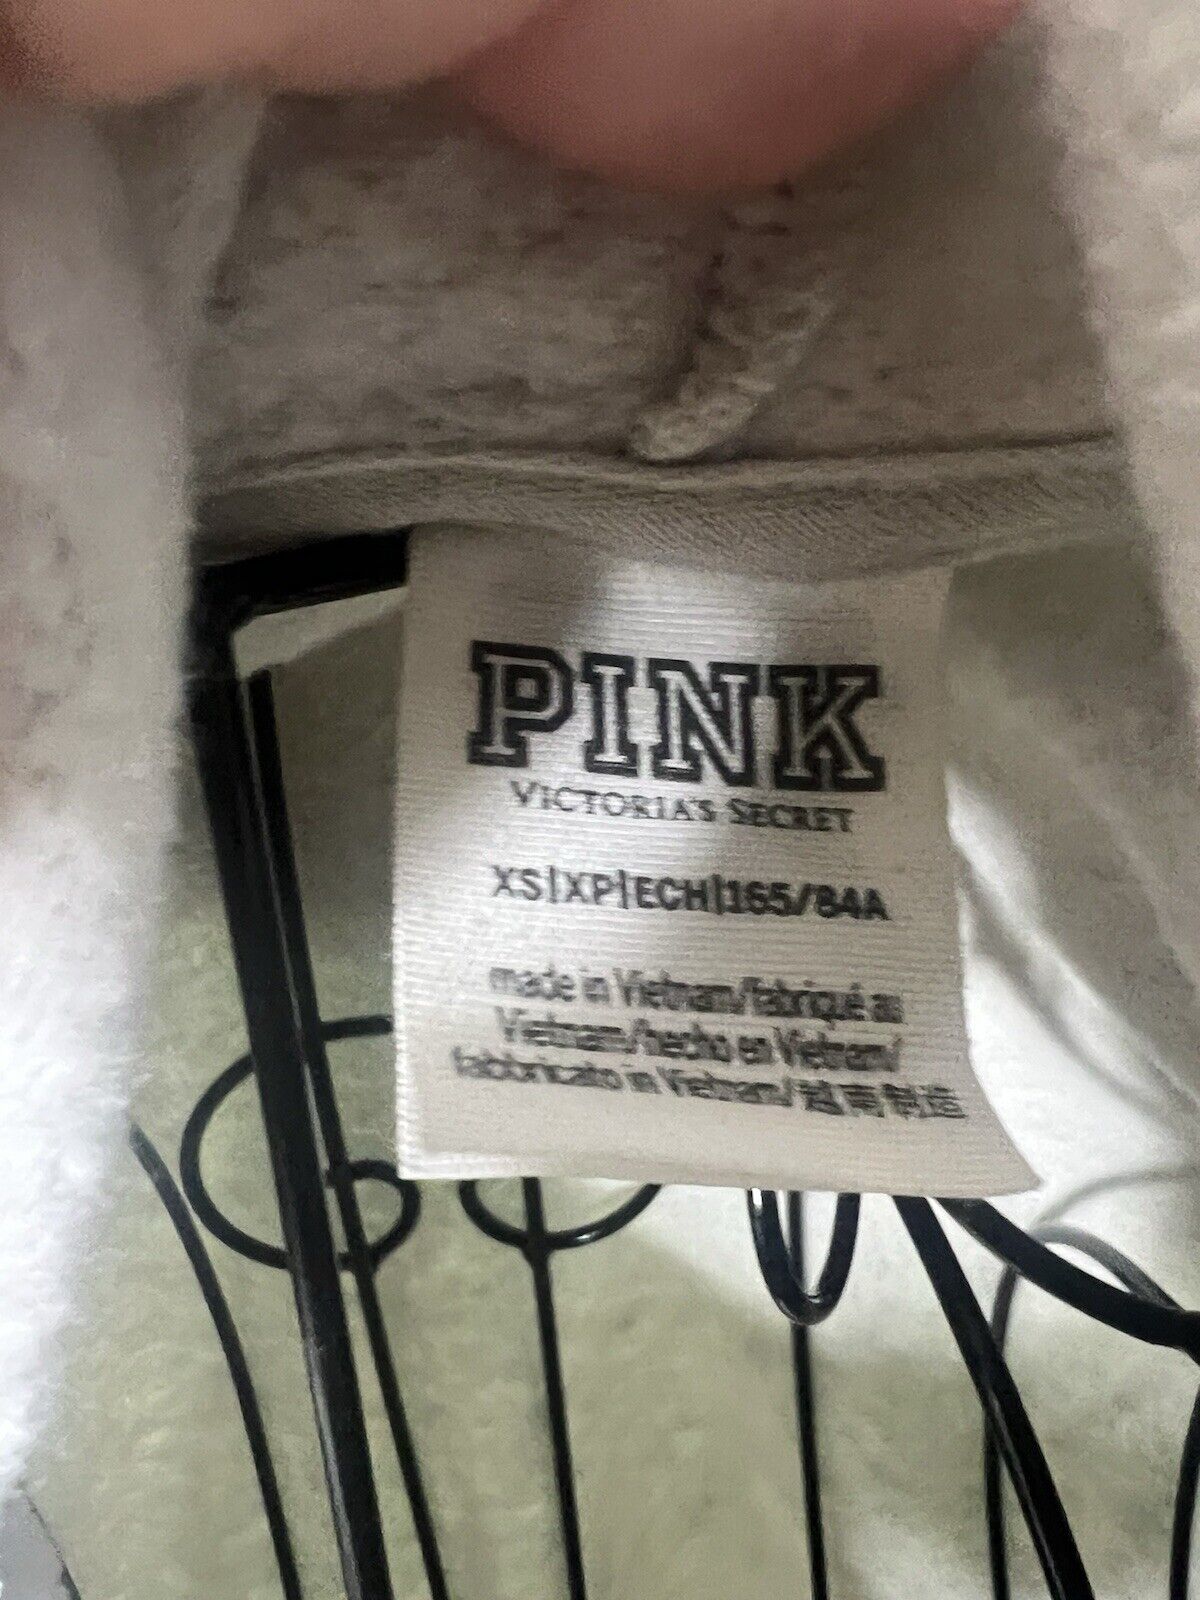 PINK
VICTORIA'S SECRET
XS|XP|ECH|165/84A
made in Vietnam/fabriqué au
Vietnam/hecho en Vietnam/
fabbricato in Vietnam/越南制造